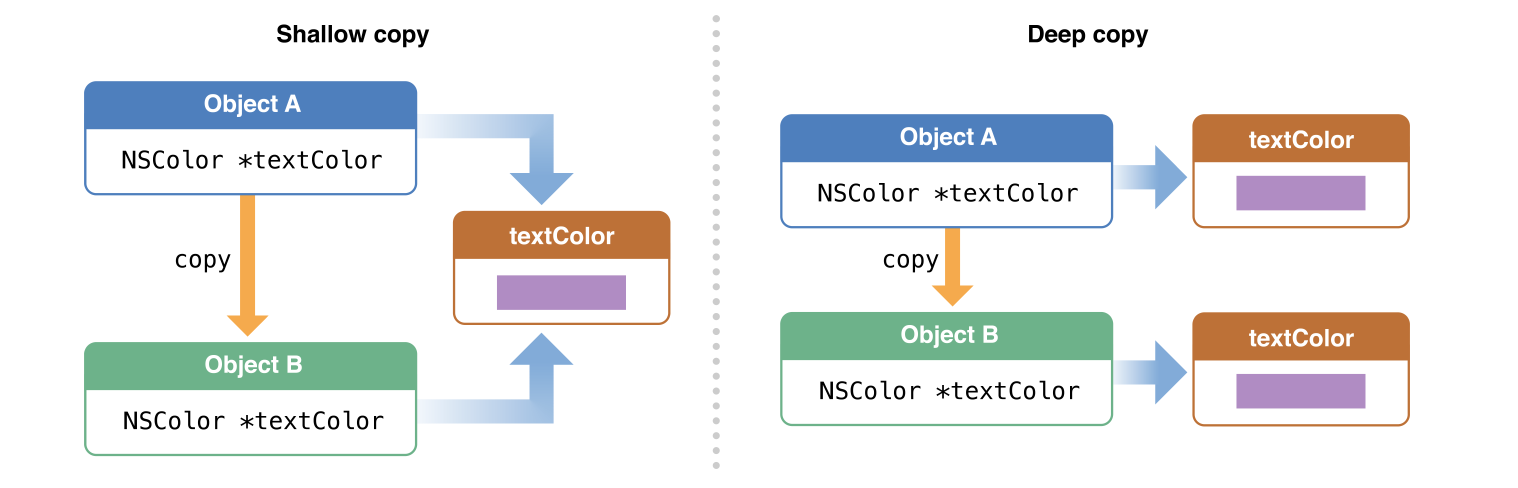 Shallow copy
Object A
NSColor *textColor
copy
textColor
Object B
NSColor *textColor
Deep copy
Object A
NSColor *textColor
textColor
copy
Object B
NSColor *textColor
textColor